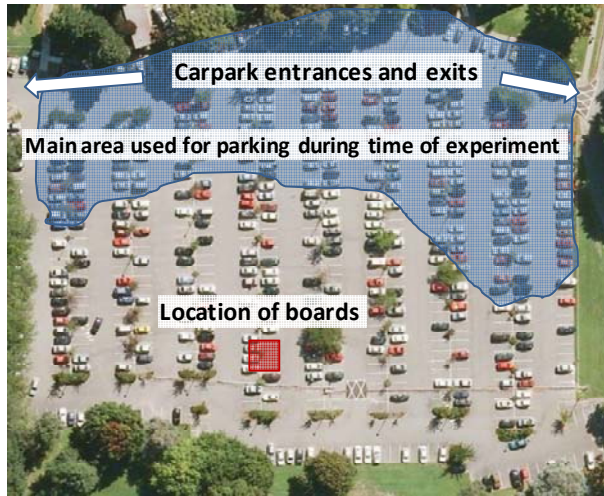 Carpark entrances and exits
Main area used for parking during time of experiment
Location of boards